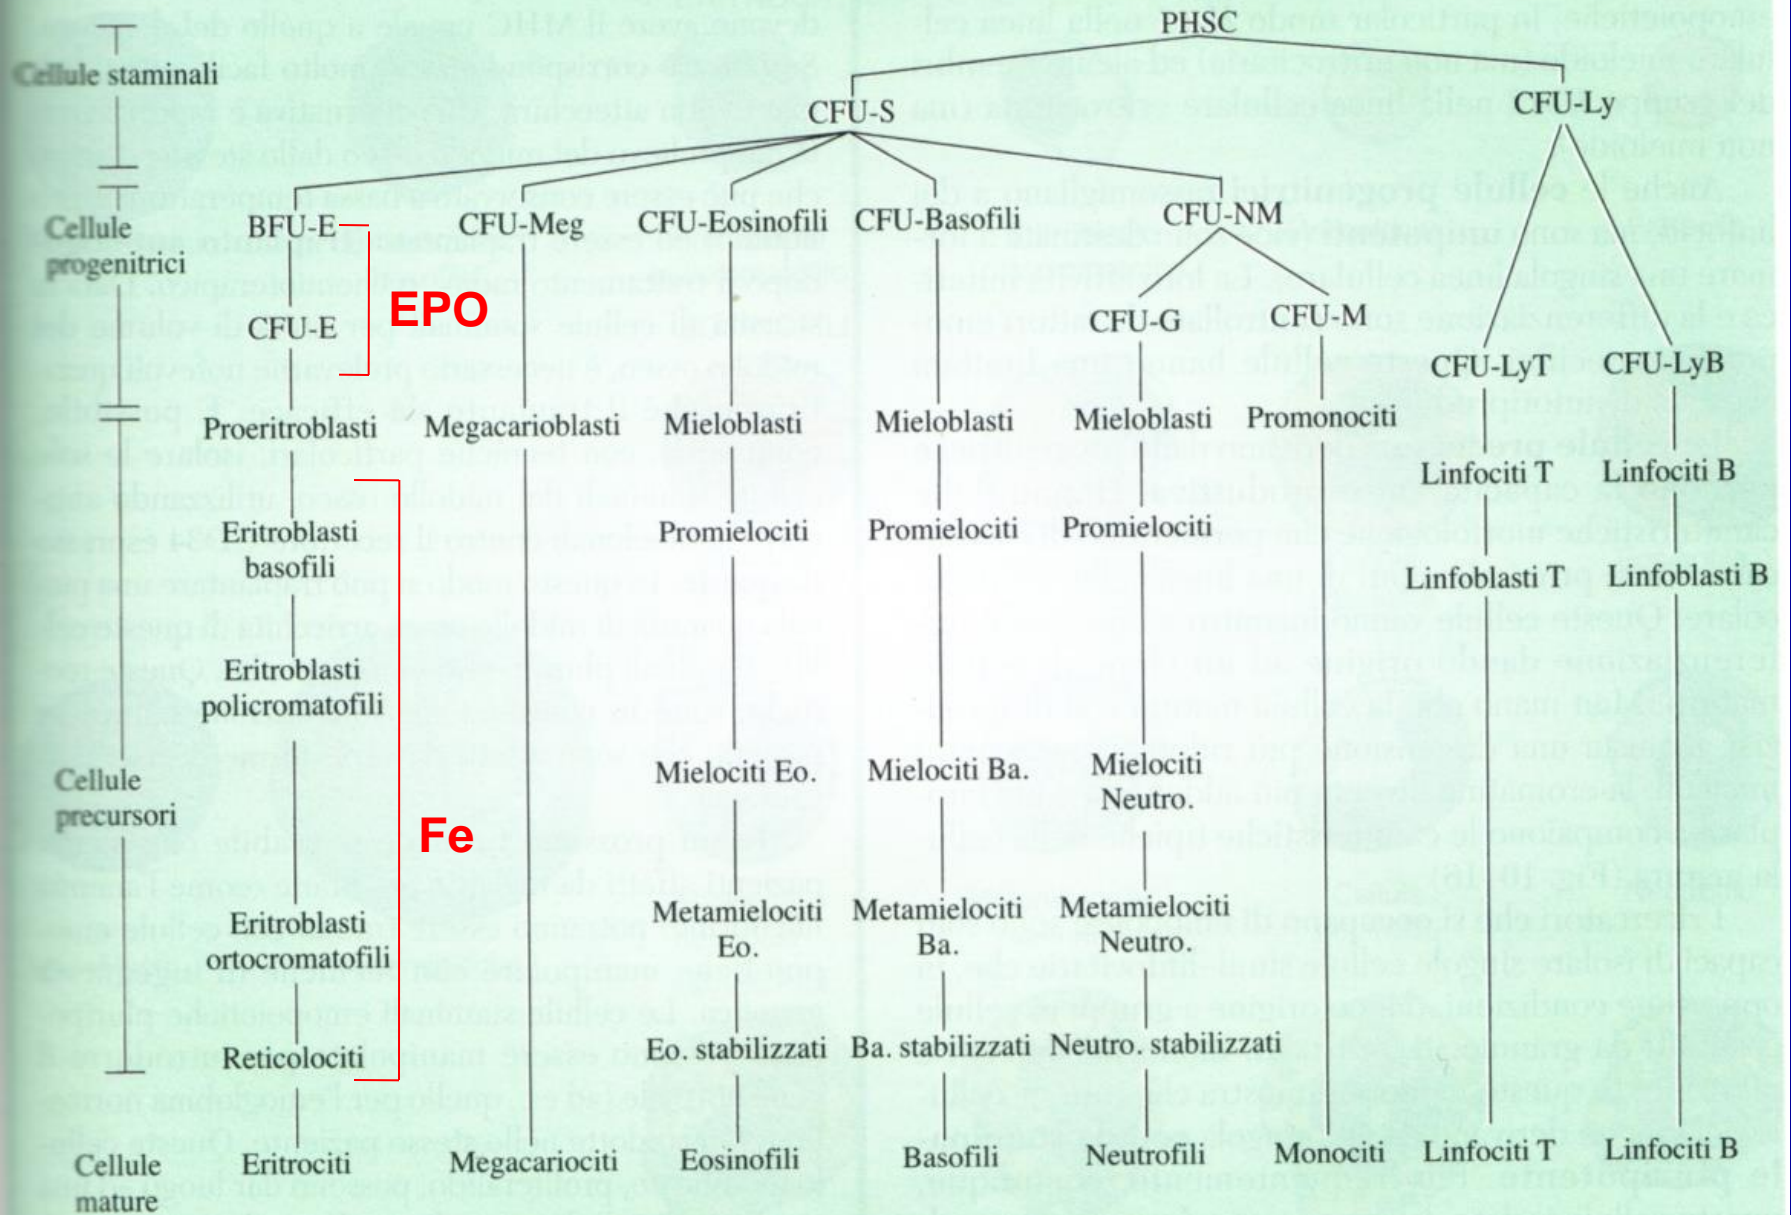 PHSC
Cellule staminali
CFU-S
CFU-Ly
Cellule
progenitrici
BFU-E
CFU-Meg
CFU-Eosinofili
CFU-Basofili
CFU-NM
EPO
CFU-E
CFU-G
CFU-M
CFU-LyT
CFU-LyB
Proeritroblasti
Megacarioblasti
Mieloblasti
Mieloblasti
Mieloblasti
Promonociti
Linfociti T
Linfociti B
Eritroblasti
basofili
Promielociti
Promielociti
Promielociti
Linfoblasti T
Linfoblasti B
Eritroblasti
policromatofili
Cellule
precursori
Mielociti Eo.
Mielociti Ba.
Mielociti
Neutro.
Fe
Eritroblasti
ortocromatofili
Metamielociti
Eo.
Metamielociti
Ba.
Metamielociti
Neutro.
Reticolociti
Eo. stabilizzati
Ba. stabilizzati
Neutro. stabilizzati
Cellule
mature
Eritrociti
Megacariociti
Eosinofili
Basofili
Neutrofili
Monociti
Linfociti T
Linfociti B